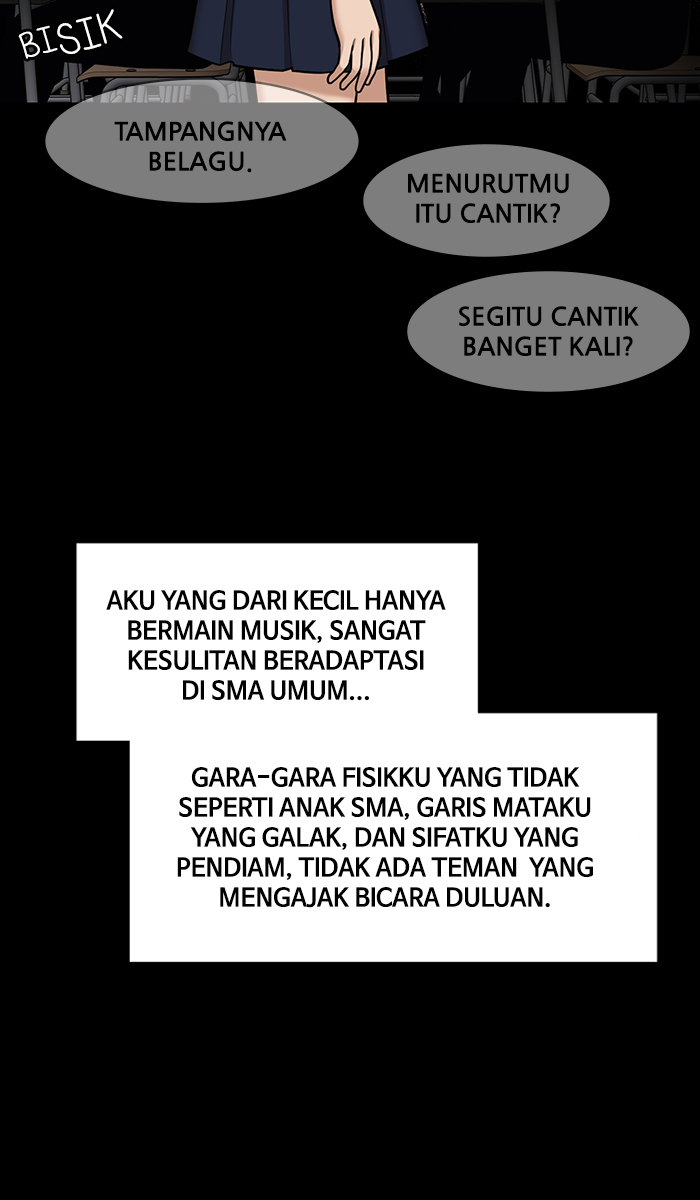 BISIK
TAMPANGNYA
BELAGU.
MENURUTMU
ITU CANTIK?
SEGITU CANTIK
BANGET KALI?
AKU YANG DARI KECIL HANYA
BERMAIN MUSIK, SANGAT
KESULITAN BERADAPTASI
DI SMA UMUM...
GARA-GARA FISIKKU YANG TIDAK
SEPERTI ANAK SMA, GARIS MATAKU
YANG GALAK, DAN SIFATKU YANG
PENDIAM, TIDAK ADA TEMAN YANG
MENGAJAK BICARA DULUAN.